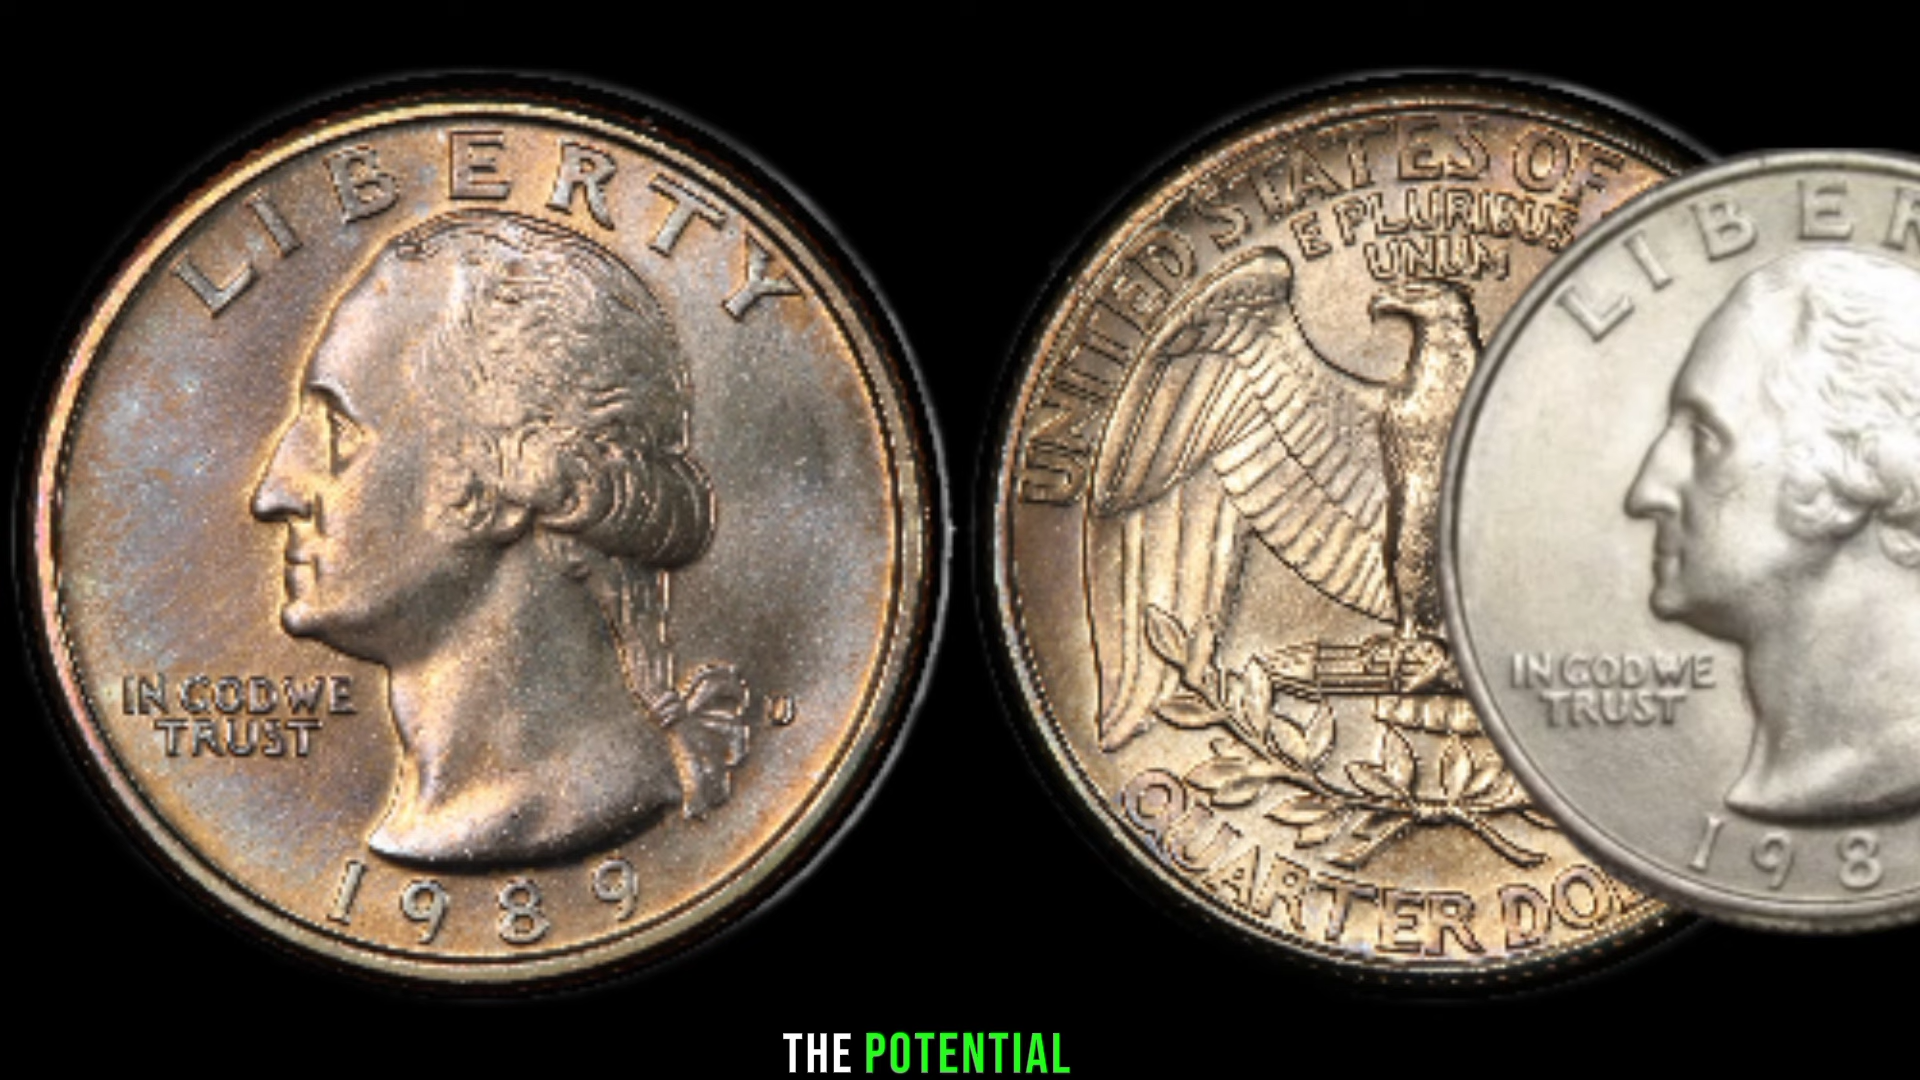 LIBERTY
IN GOD WE
TRUST
1989
UNITED STATES OF
E PLURIBUS
UNUM
QUARTER DO
LIBER
IN GOD WE
TRUST
198
THE POTENTIAL